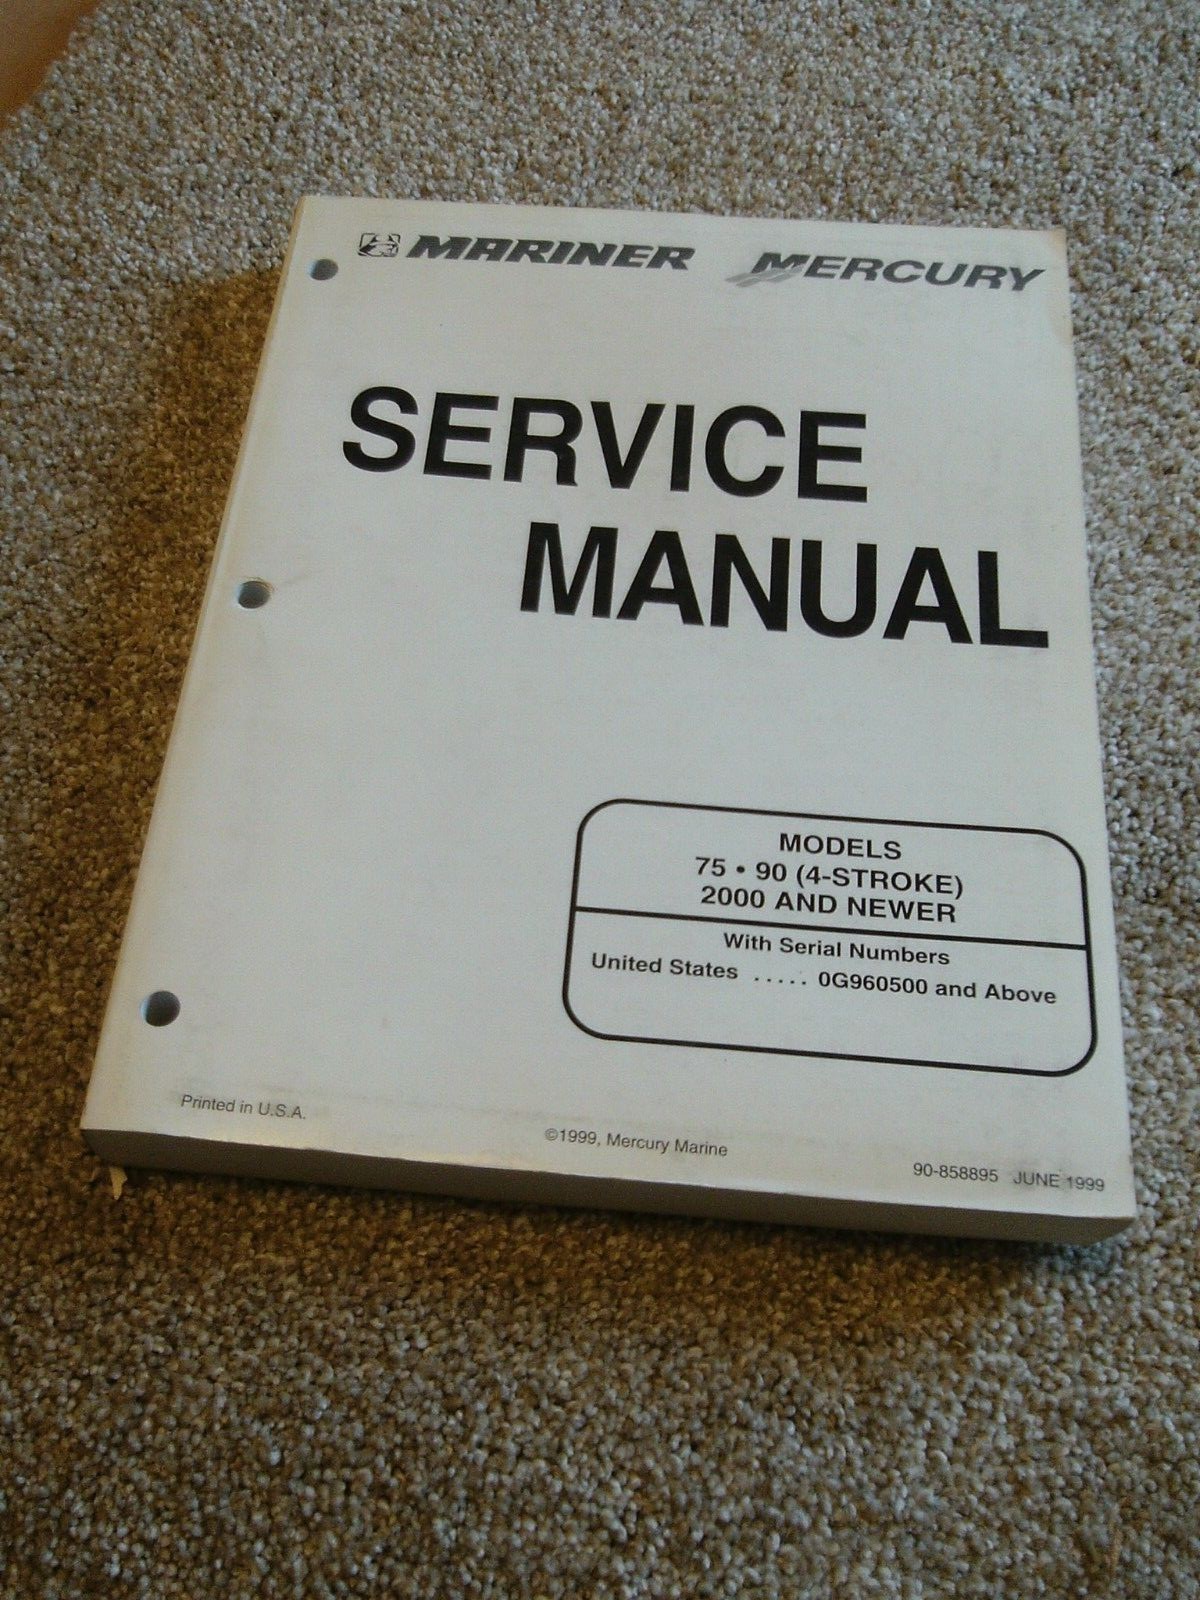 MARINER MERCURY
SERVICE
MANUAL
MODELS
75 • 90 (4-STROKE)
2000 AND NEWER
With Serial Numbers
United States ..... 0G960500 and Above
Printed in U.S.A.
©1999, Mercury Marine
90-858895 JUNE 1999